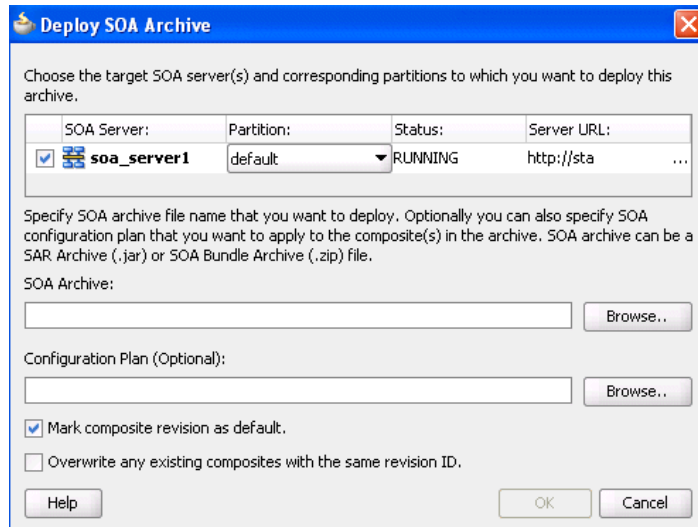 Deploy SOA Archive
Choose the target SOA server(s) and corresponding partitions to which you want to deploy this
archive.
SOA Server: Partition: Status: Server URL:
soa_server1 default RUNNING http://sta ...
Specify SOA archive file name that you want to deploy. Optionally you can also specify SOA
configuration plan that you want to apply to the composite(s) in the archive. SOA archive can be a
SAR Archive (.jar) or SOA Bundle Archive (.zip) file.
SOA Archive:
Browse..
Configuration Plan (Optional):
Browse..
Mark composite revision as default.
Overwrite any existing composites with the same revision ID.
Help OK Cancel